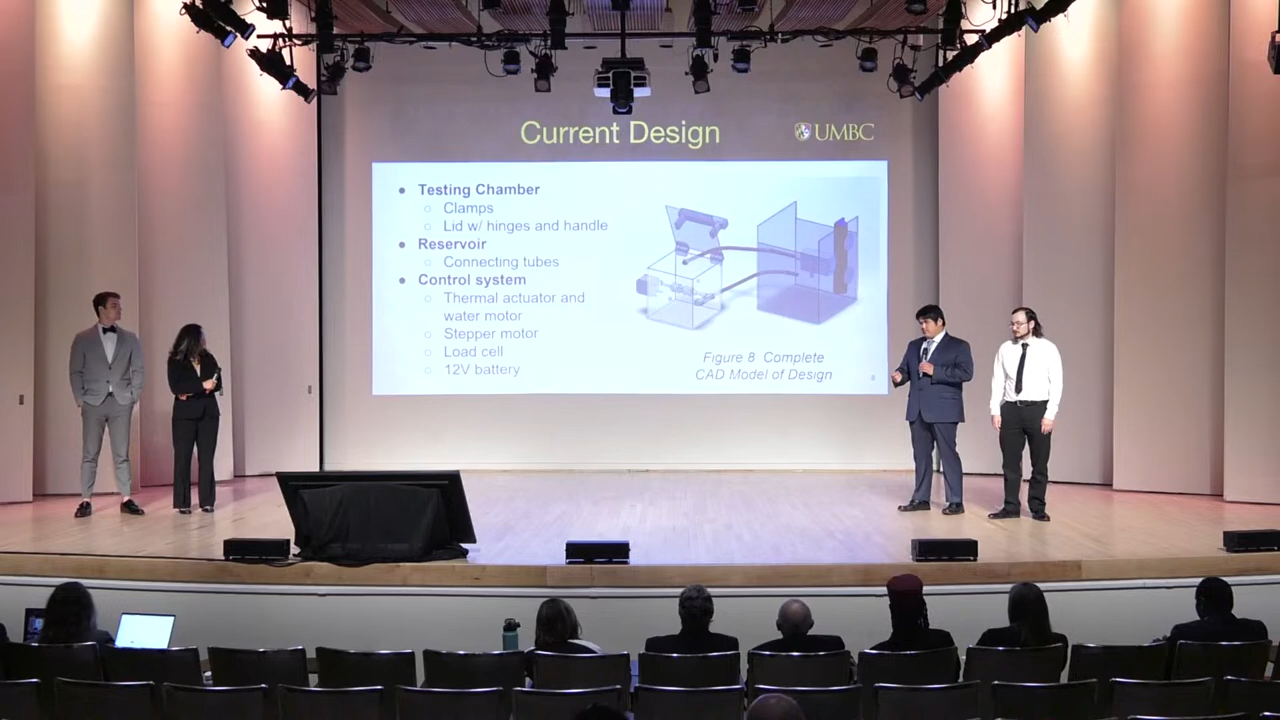 Current Design
UMBC
● Testing Chamber
○ Clamps
○ Lid w/ hinges and handle
● Reservoir
○ Connecting tubes
● Control system
○ Thermal actuator and
water motor
○ Stepper motor
○ Load cell
○ 12V battery
Figure 8 Complete
CAD Model of Design